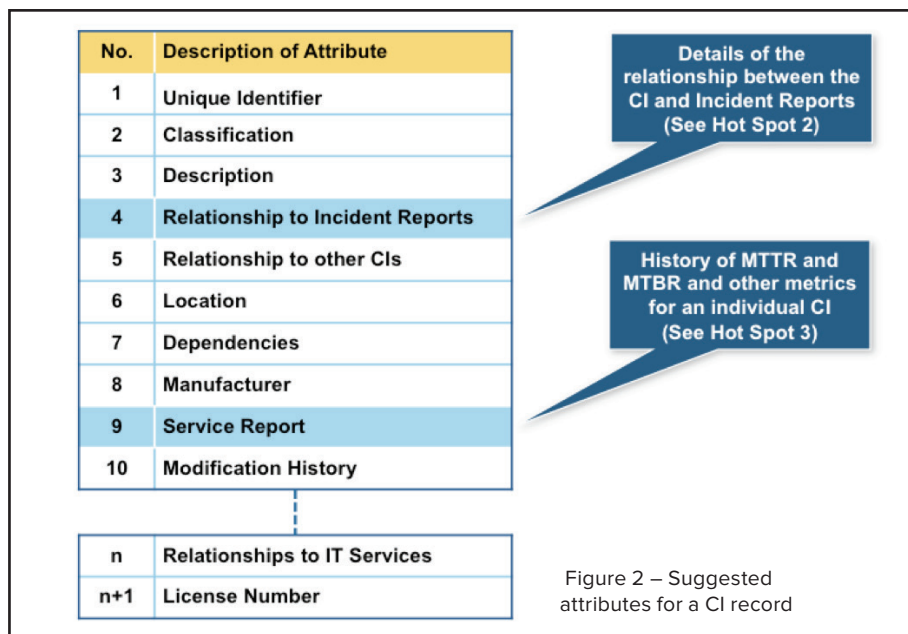 No. Description of Attribute
1 Unique Identifier
2 Classification
3 Description
4 Relationship to Incident Reports
5 Relationship to other CIs
6 Location
7 Dependencies
8 Manufacturer
9 Service Report
10 Modification History
n Relationships to IT Services
n+1 License Number
Details of the
relationship between the
CI and Incident Reports
(See Hot Spot 2)
History of MTTR and
MTBR and other metrics
for an individual CI
(See Hot Spot 3)
Figure 2 – Suggested
attributes for a CI record